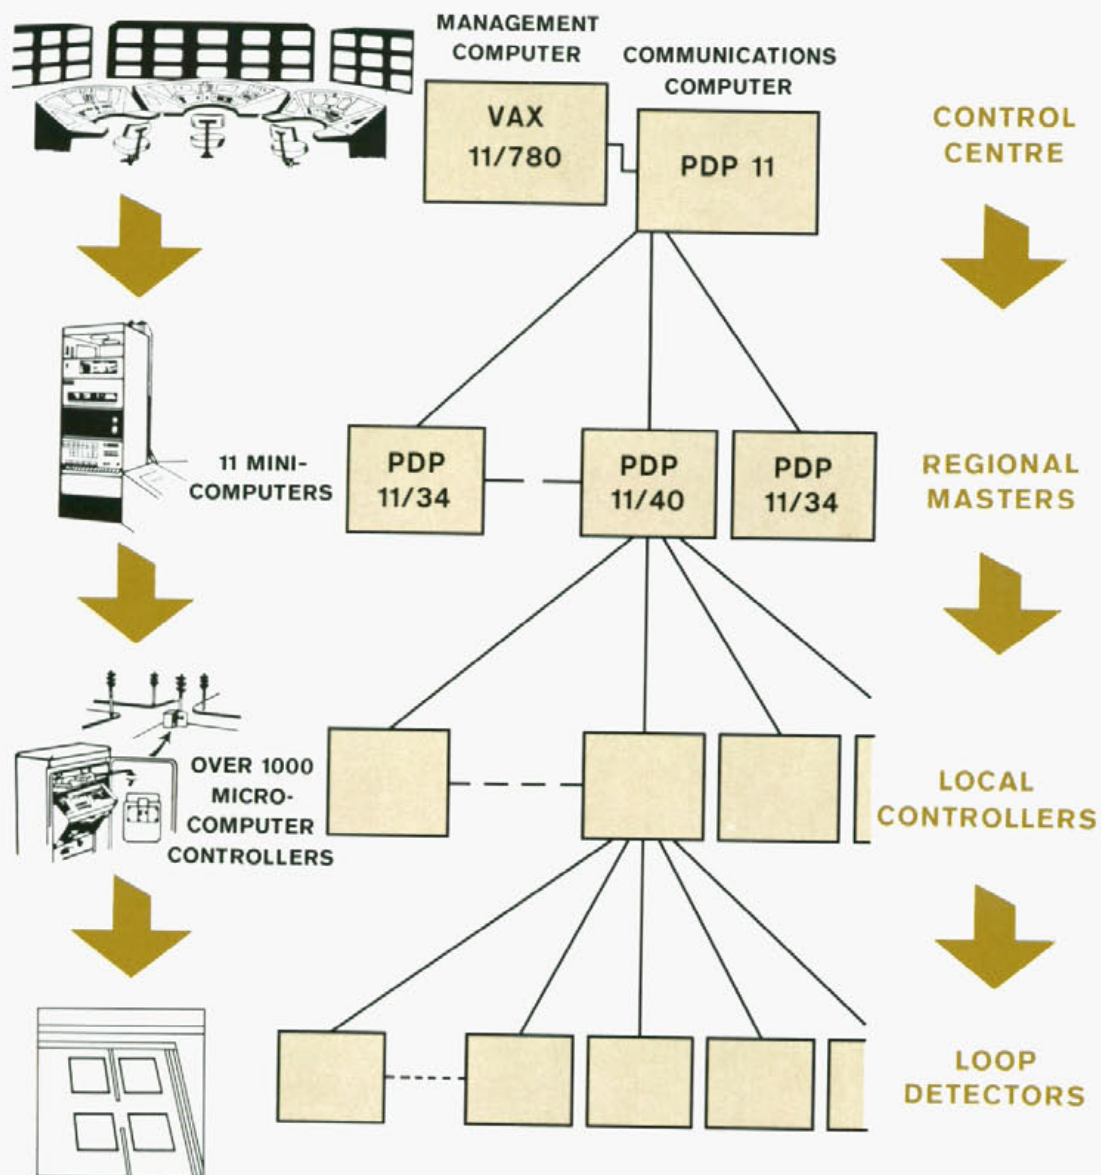 MANAGEMENT
COMPUTER
COMMUNICATIONS
COMPUTER
VAX
11/780
PDP 11
CONTROL
CENTRE
11 MINI-
COMPUTERS
PDP
11/34
PDP
11/40
PDP
11/34
REGIONAL
MASTERS
OVER 1000
MICRO-
COMPUTER
CONTROLLERS
LOCAL
CONTROLLERS
LOOP
DETECTORS